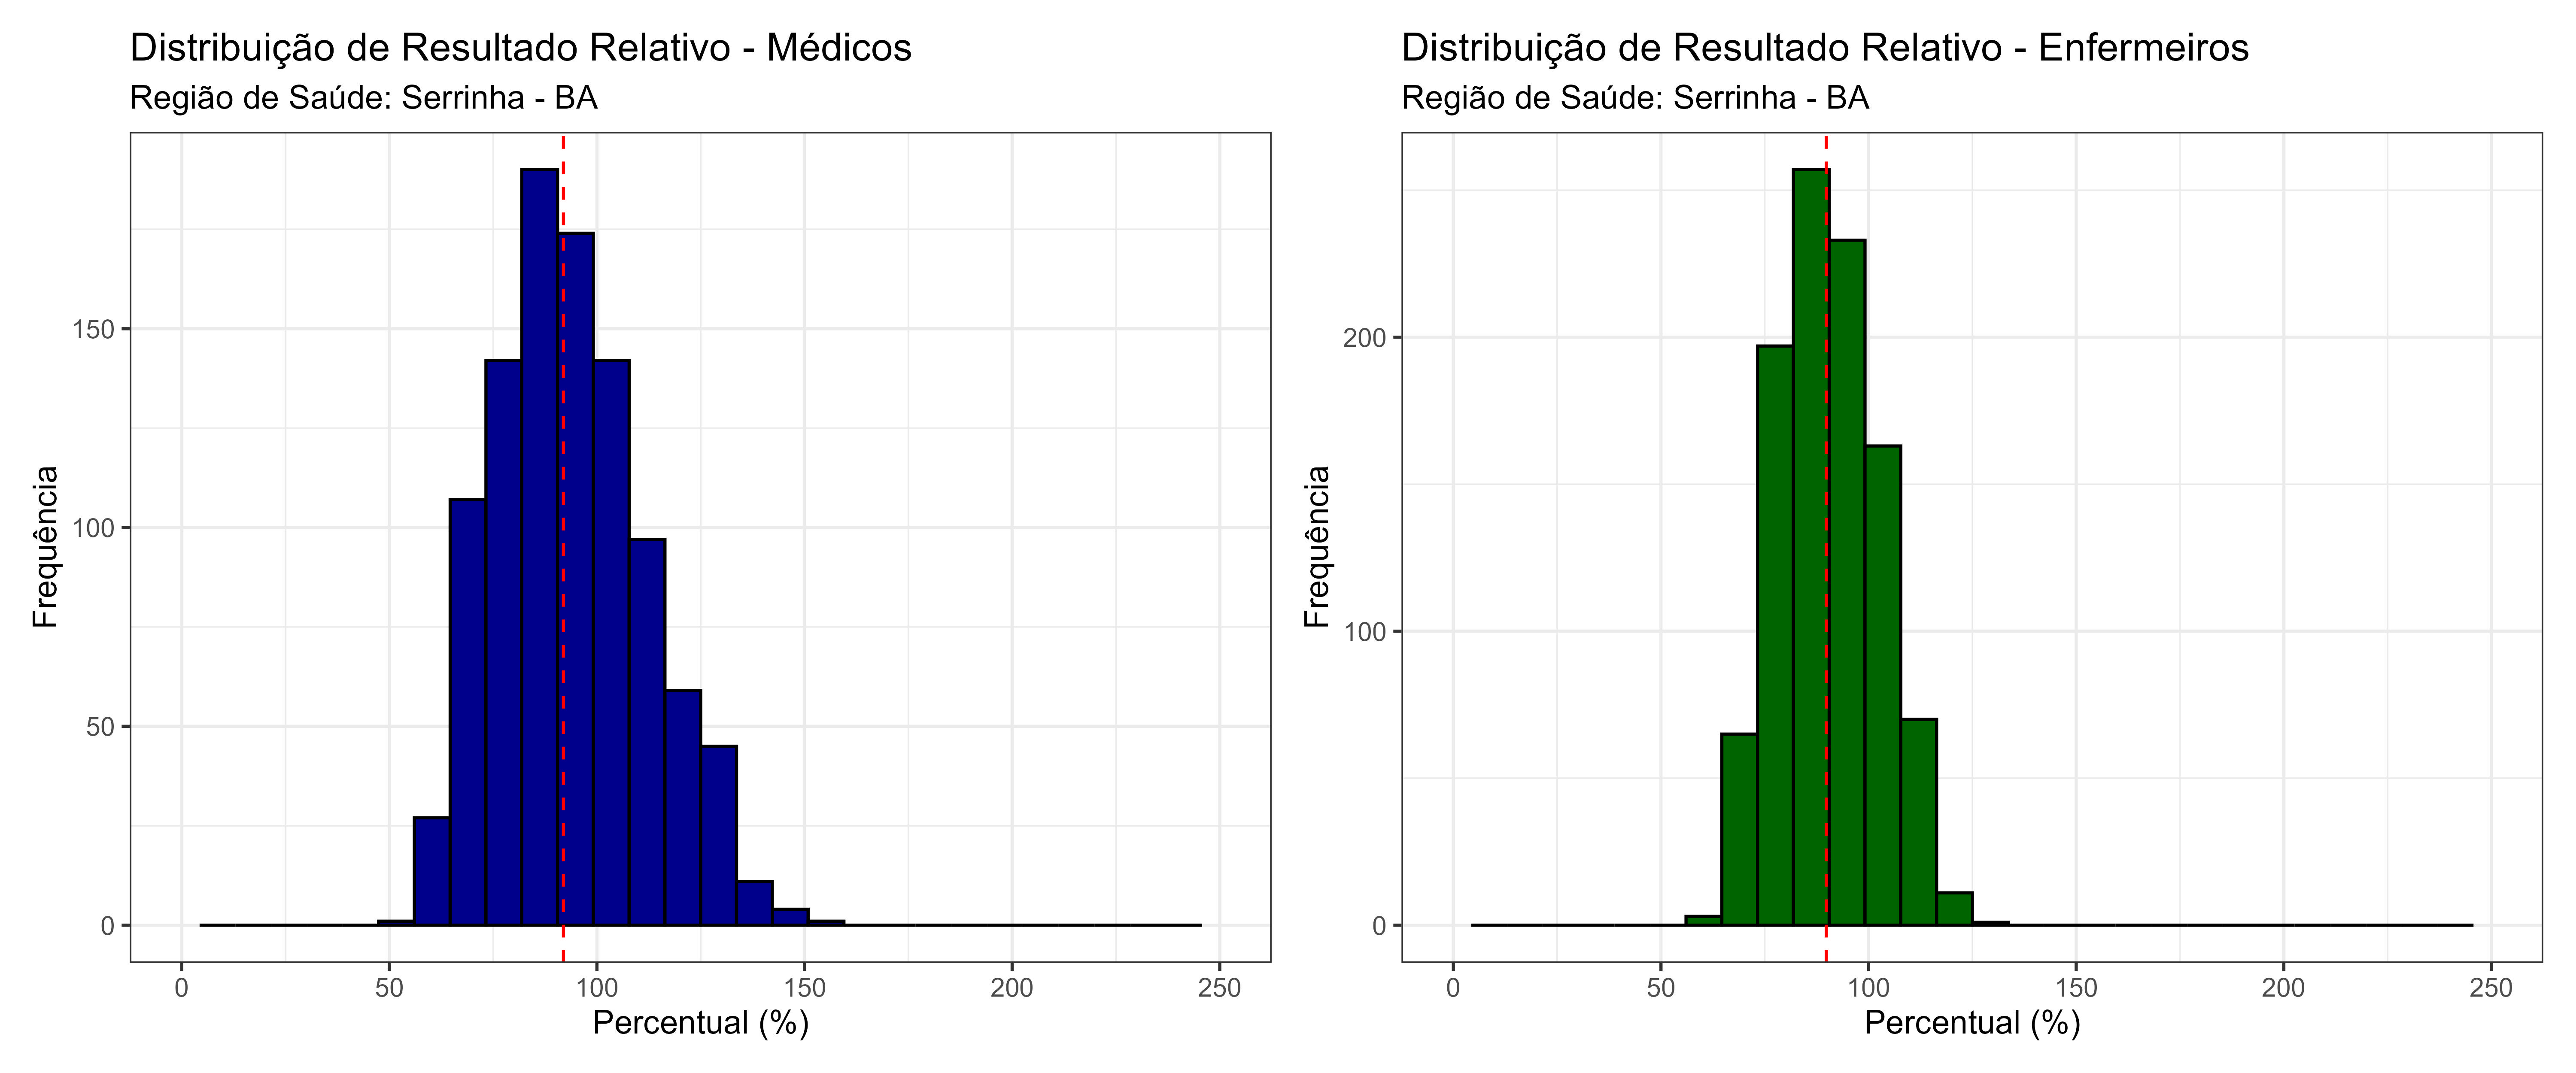 Distribuição de Resultado Relativo - Médicos
Região de Saúde: Serrinha - BA
Frequência
150
100
50
0
0 50 100 150 200 250
Percentual (%)
Distribuição de Resultado Relativo - Enfermeiros
Região de Saúde: Serrinha - BA
Frequência
200
100
0
0 50 100 150 200 250
Percentual (%)